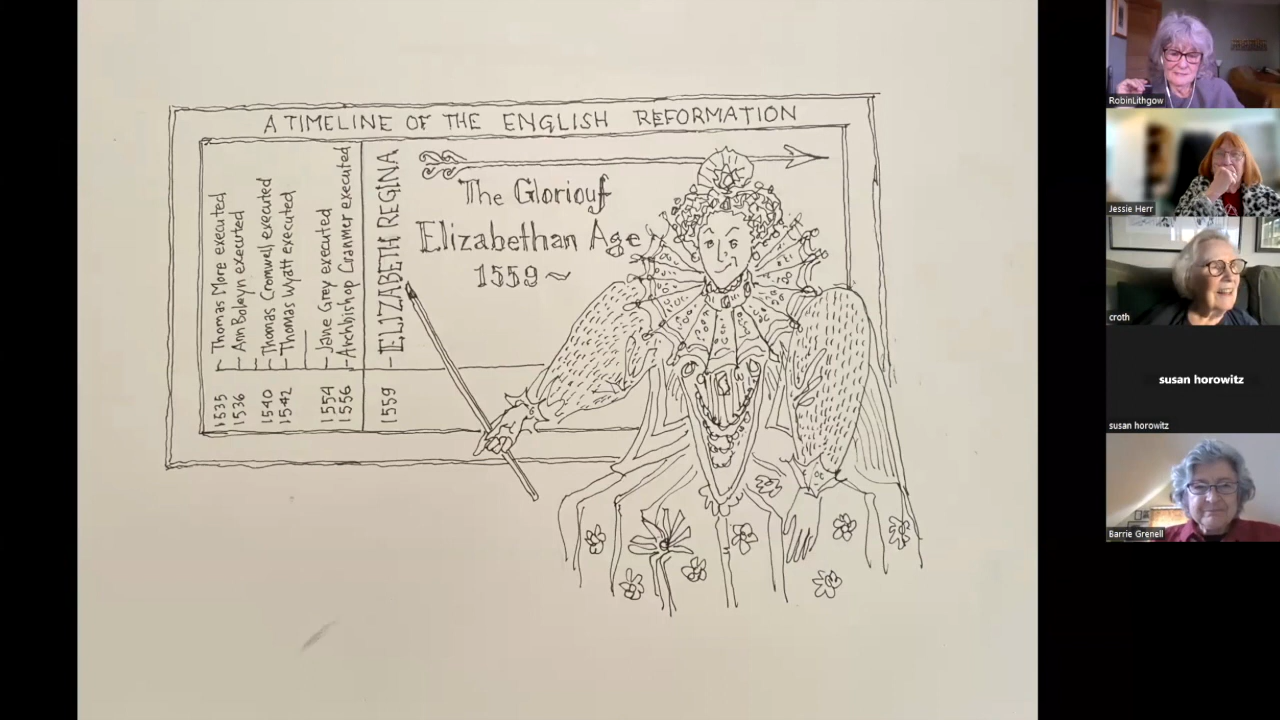 A TIMELINE OF THE ENGLISH REFORMATION
1535 – Thomas More executed
1536 – Ann Boleyn executed
1540 – Thomas Cromwell executed
1542 – Thomas Wyatt executed
1554 – Jane Grey executed
1556 – Archbishop Cranmer executed
1559 – ELIZABETH REGINA
The Gloriouf
Elizabethan Age
1559 ~
RobinLithgow
Jessie Herr
croth
susan horowitz
susan horowitz
Barrie Grenell